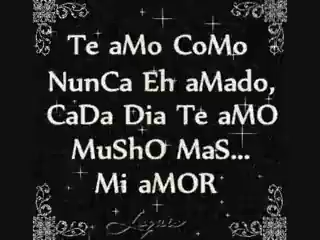 Te aMo CoMo
NunCa Eh aMado,
CaDa Dia Te aMO
MuShO MaS...
Mi aMOR